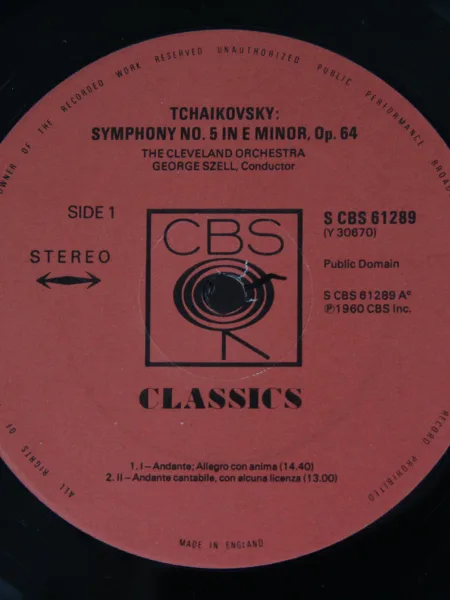 OWNER OF THE RECORDED WORK RESERVED UNAUTHORIZED PUBLIC PERFORMANCE BROAD
TCHAIKOVSKY:
SYMPHONY NO. 5 IN E MINOR, Op. 64
THE CLEVELAND ORCHESTRA
GEORGE SZELL, Conductor
SIDE 1
STEREO
CBS
S CBS 61289
(Y 30670)
Public Domain
S CBS 61289 A°
℗1960 CBS Inc.
CLASSICS
1. I – Andante; Allegro con anima (14.40)
2. II – Andante cantabile, con alcuna licenza (13.00)
ALL RIGHTS OF
RECORD PROHIBITED
MADE IN ENGLAND